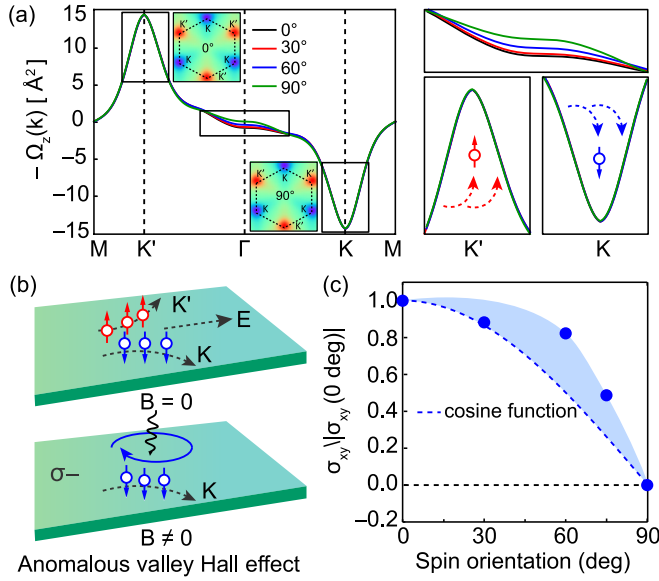 (a)
− Ω_z(k) [ Å² ]
15
10
5
0
−5
−10
−15
M K' Γ K M
K'
K
0°
K'
K
K'
K
0°
30°
60°
90°
K
K'
90°
K
K'
K
K'
K' K
(b)
K'
E
K
B = 0
σ−
K
B ≠ 0
Anomalous valley Hall effect
(c)
σ_xy\|σ_xy (0 deg)|
1.0
0.8
0.6
0.4
0.2
0.0
−0.2
cosine function
0 30 60 90
Spin orientation (deg)